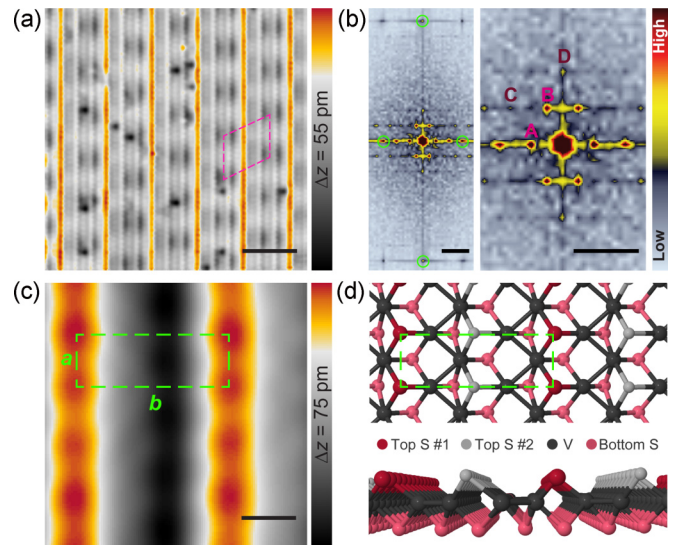 (a)
Δz = 55 pm
(b)
D
C
B
A
High
Low
(c)
a
b
Δz = 75 pm
(d)
Top S #1
Top S #2
V
Bottom S